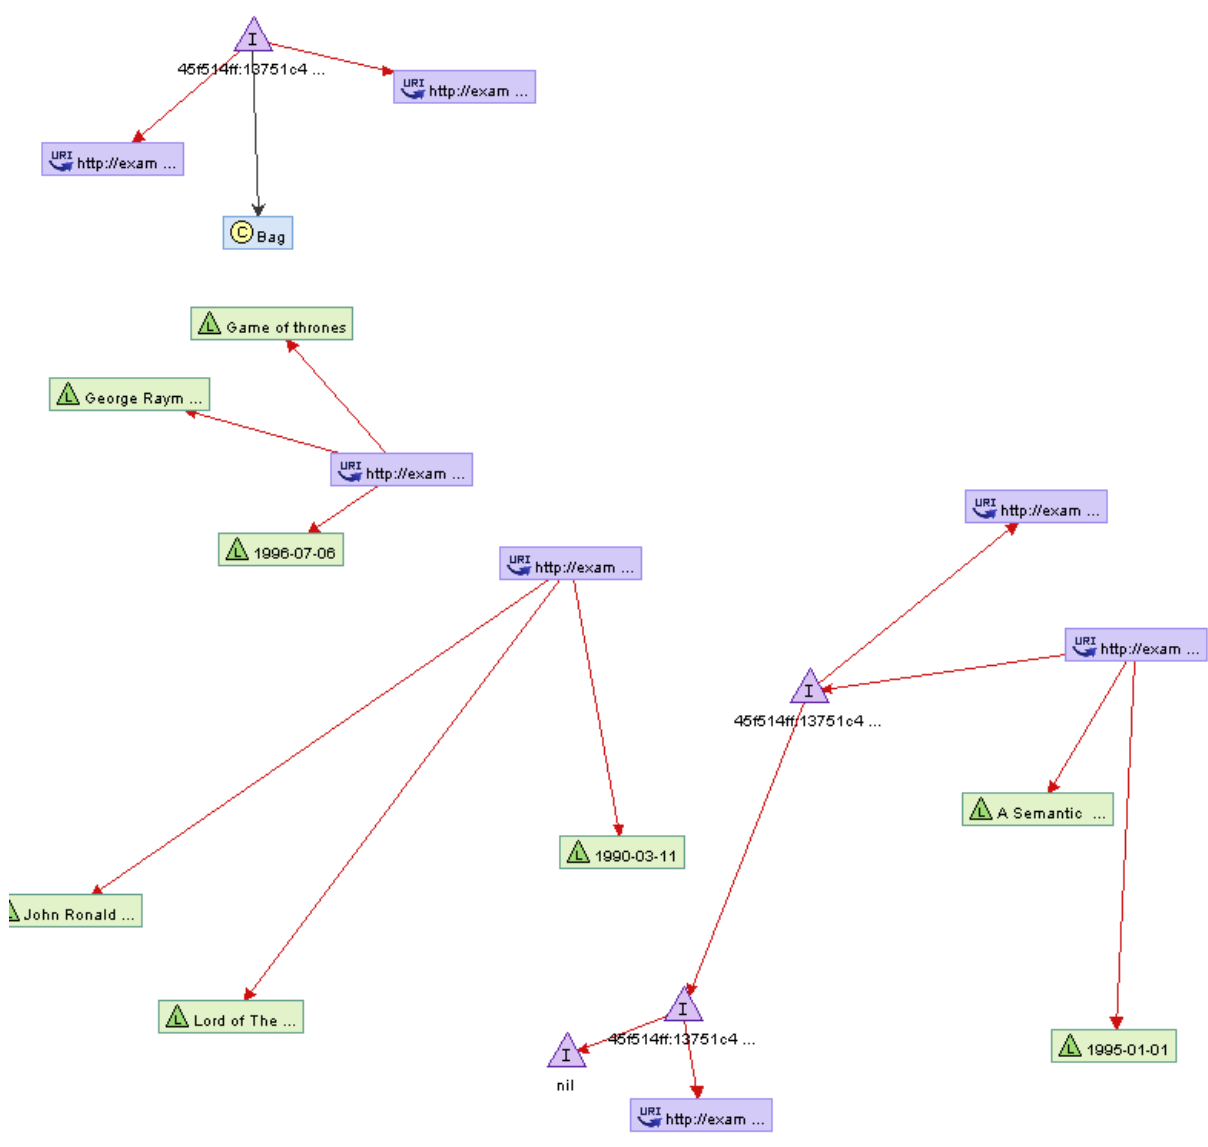 I
45f514ff:13751c4 ...
URI http://exam ...
URI http://exam ...
C Bag
L Game of thrones
L George Raym ...
URI http://exam ...
L 1996-07-06
URI http://exam ...
URI http://exam ...
URI http://exam ...
I
45f514ff:13751c4 ...
L A Semantic ...
L 1990-03-11
L John Ronald ...
L Lord of The ...
I
45f514ff:13751c4 ...
I
nil
L 1995-01-01
URI http://exam ...